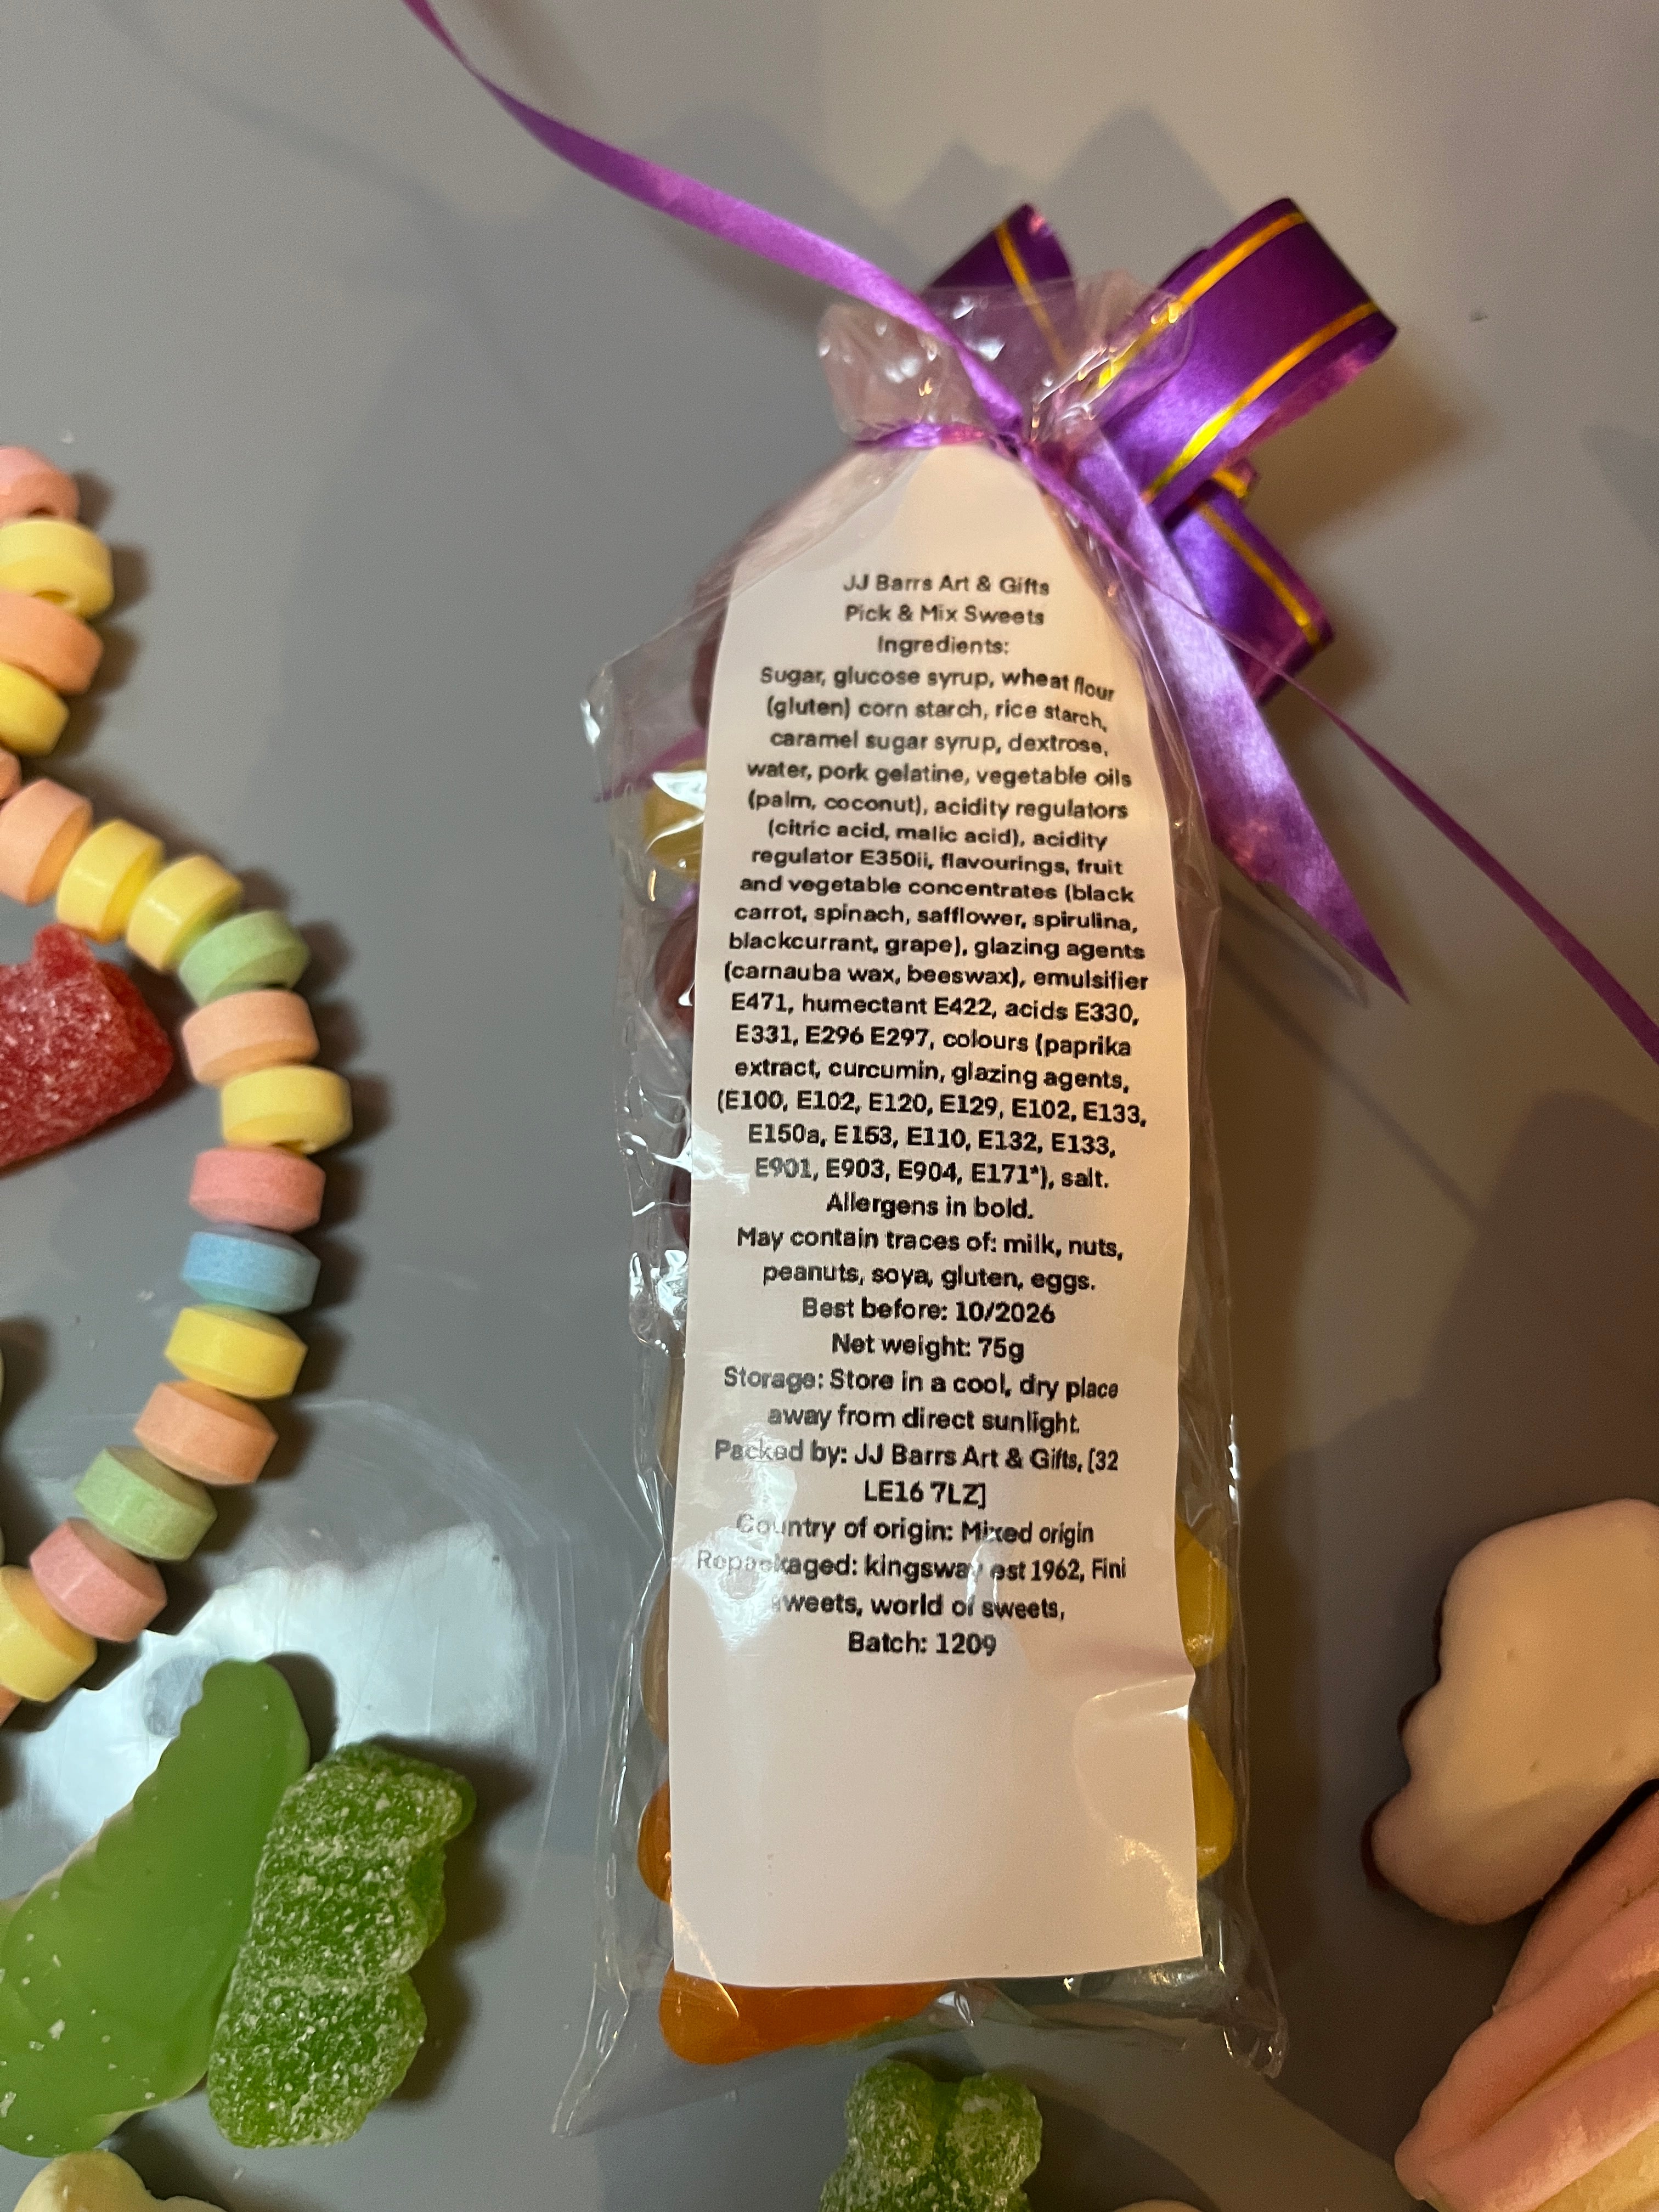 JJ Barrs Art & Gifts
Pick & Mix Sweets
Ingredients:
Sugar, glucose syrup, wheat flour
(gluten) corn starch, rice starch,
caramel sugar syrup, dextrose,
water, pork gelatine, vegetable oils
(palm, coconut), acidity regulators
(citric acid, malic acid), acidity
regulator E350ii, flavourings, fruit
and vegetable concentrates (black
carrot, spinach, safflower, spirulina,
blackcurrant, grape), glazing agents
(carnauba wax, beeswax), emulsifier
E471, humectant E422, acids E330,
E331, E296 E297, colours (paprika
extract, curcumin, glazing agents,
(E100, E102, E120, E129, E102, E133,
E150a, E153, E110, E132, E133,
E901, E903, E904, E171*), salt.
Allergens in bold.
May contain traces of: milk, nuts,
peanuts, soya, gluten, eggs.
Best before: 10/2026
Net weight: 75g
Storage: Store in a cool, dry place
away from direct sunlight.
Packed by: JJ Barrs Art & Gifts, [32
LE16 7LZ]
Country of origin: Mixed origin
Repackaged: kingsway est 1962, Fini
sweets, world of sweets,
Batch: 1209